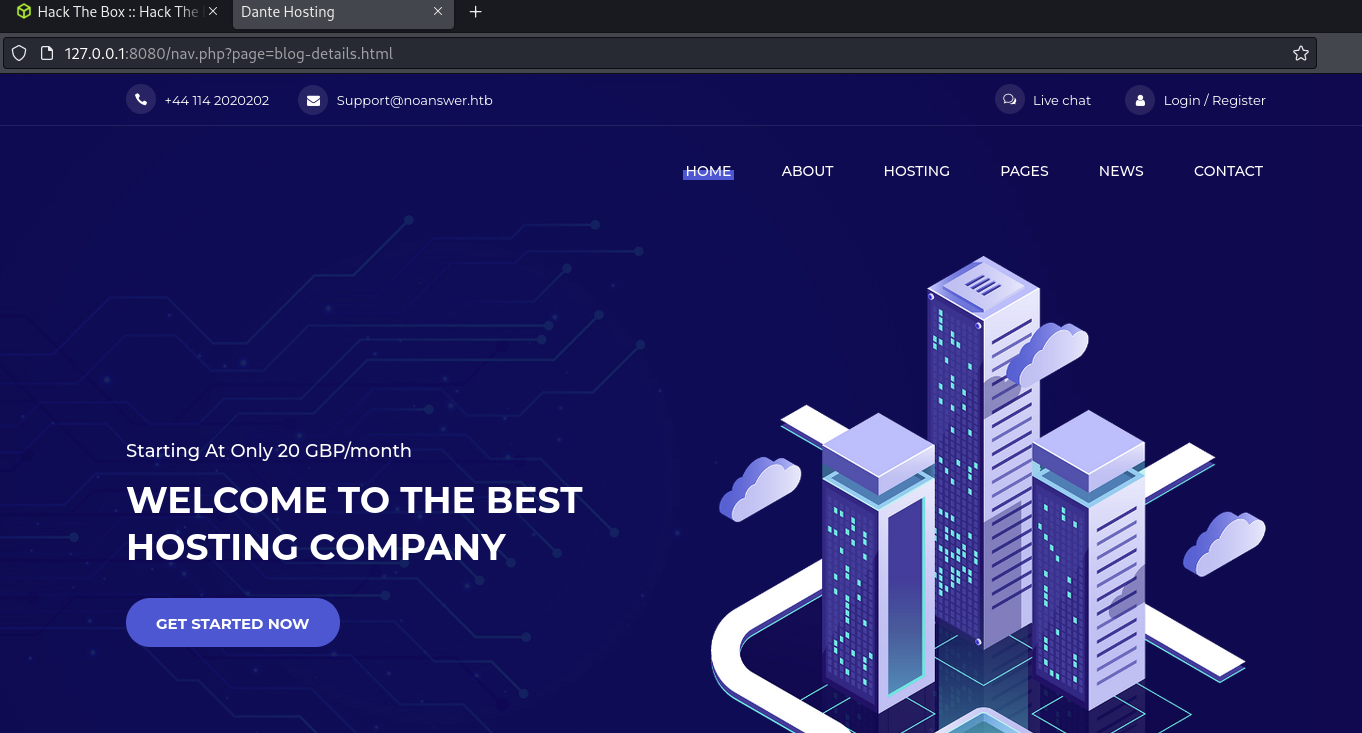 Hack The Box :: Hack The
Dante Hosting
127.0.0.1:8080/nav.php?page=blog-details.html
+44 114 2020202
Support@noanswer.htb
Live chat
Login / Register
HOME
ABOUT
HOSTING
PAGES
NEWS
CONTACT
Starting At Only 20 GBP/month
WELCOME TO THE BEST
HOSTING COMPANY
GET STARTED NOW